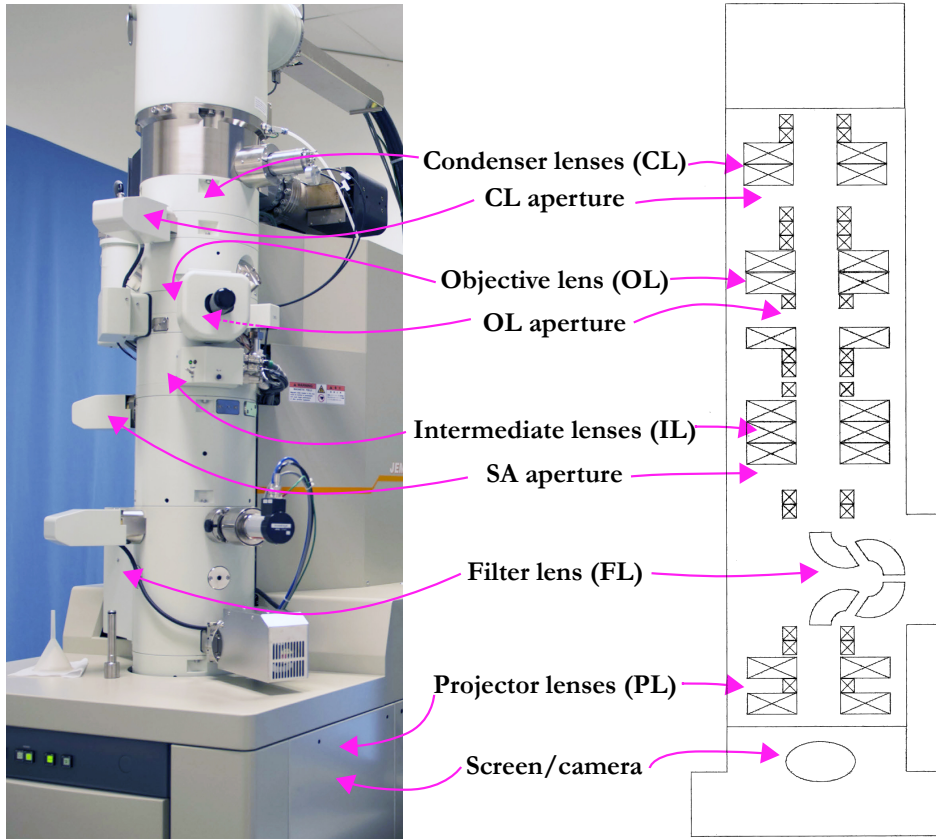 Condenser lenses (CL)
CL aperture
Objective lens (OL)
OL aperture
Intermediate lenses (IL)
SA aperture
JEM
Filter lens (FL)
Projector lenses (PL)
Screen/camera